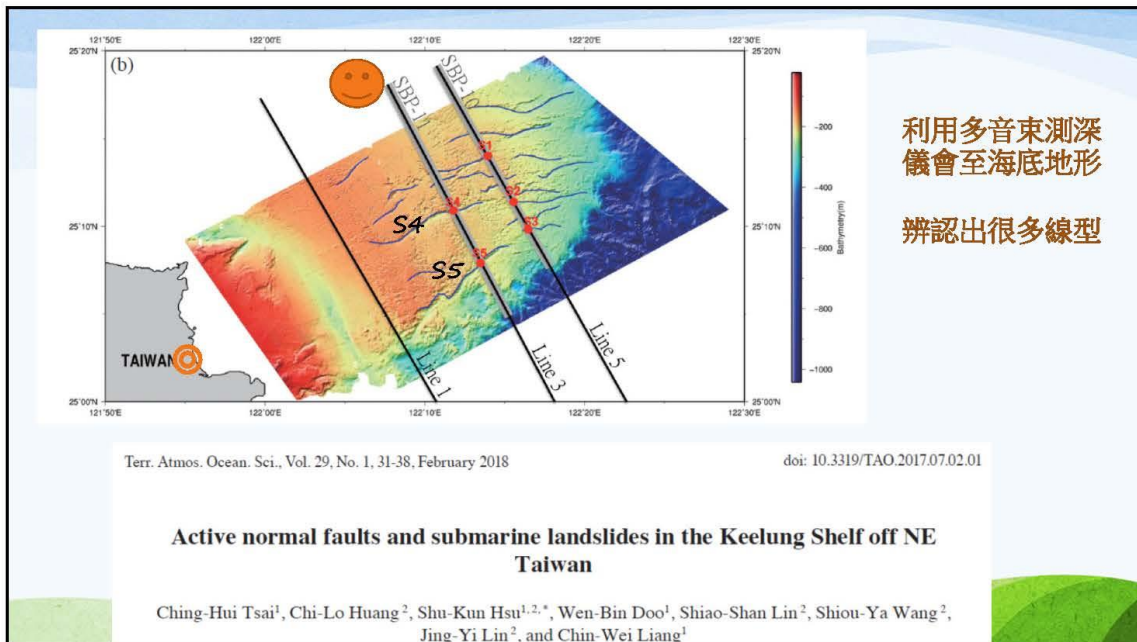 (b)
121°50'E
122°00'E
122°10'E
122°20'E
122°30'E
25°20'N
25°20'N
SBP-11
SBP-10
S1
S2
S3
S4
S4
S5
S5
25°10'N
25°10'N
TAIWAN
Line 1
Line 3
Line 5
25°00'N
25°00'N
121°50'E
122°00'E
122°10'E
122°20'E
122°30'E
−200
−400
−600
−800
−1000
Bathymetry(m)
利用多音束測深
儀會至海底地形
辨認出很多線型
Terr. Atmos. Ocean. Sci., Vol. 29, No. 1, 31-38, February 2018
doi: 10.3319/TAO.2017.07.02.01
Active normal faults and submarine landslides in the Keelung Shelf off NE
Taiwan
Ching-Hui Tsai1, Chi-Lo Huang2, Shu-Kun Hsu1, 2, *, Wen-Bin Doo1, Shiao-Shan Lin2, Shiou-Ya Wang2,
Jing-Yi Lin2, and Chin-Wei Liang1